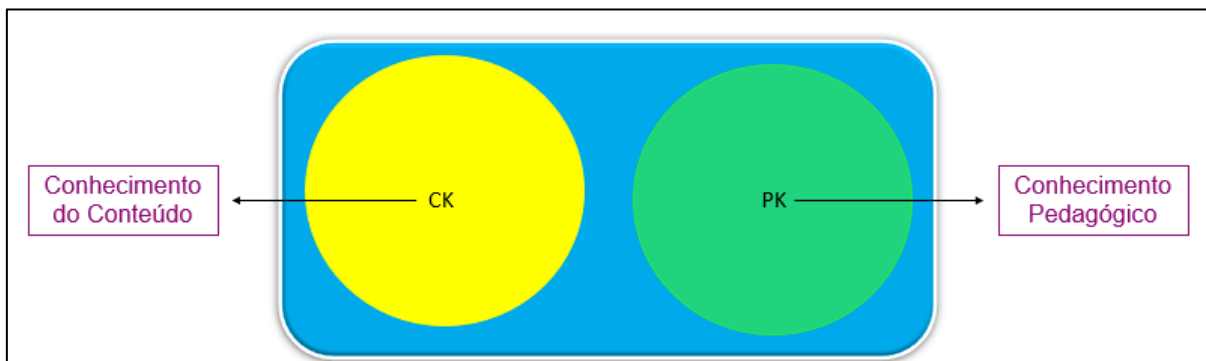 Conhecimento
do Conteúdo
CK
PK
Conhecimento
Pedagógico